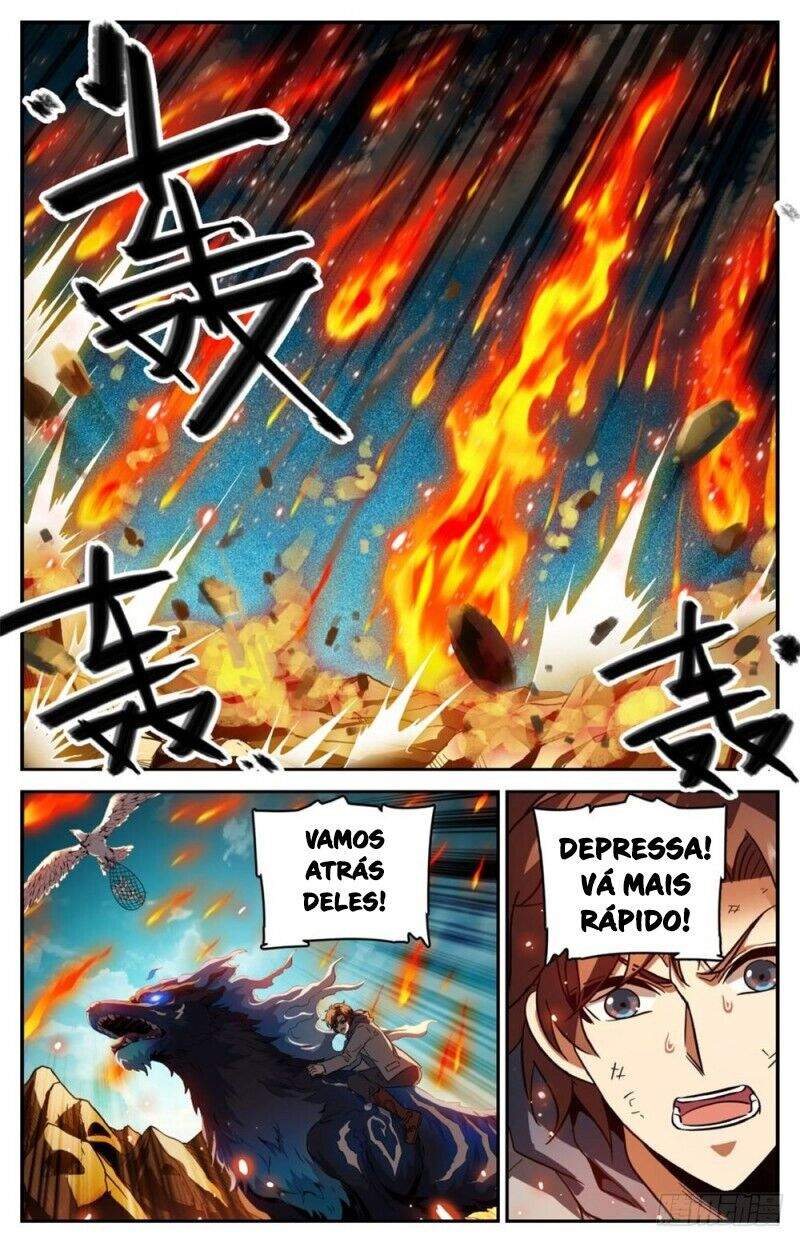 轰
轰
轰
VAMOS
ATRÁS
DELES!
DEPRESSA!
VÁ MAIS
RÁPIDO!